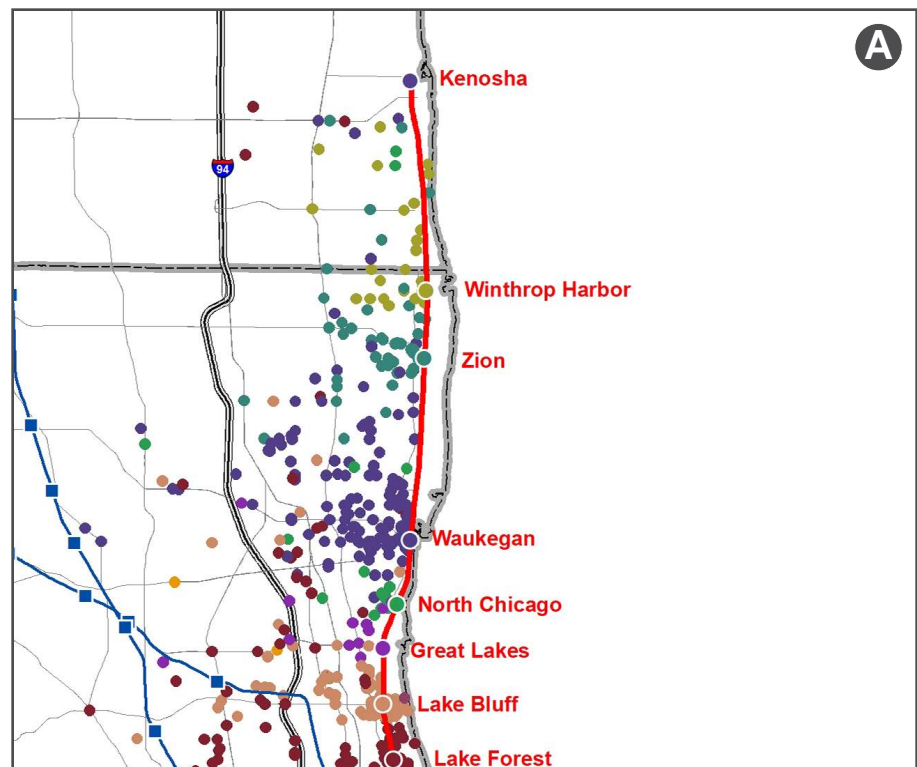 A
Kenosha
94
Winthrop Harbor
Zion
Waukegan
North Chicago
Great Lakes
Lake Bluff
Lake Forest